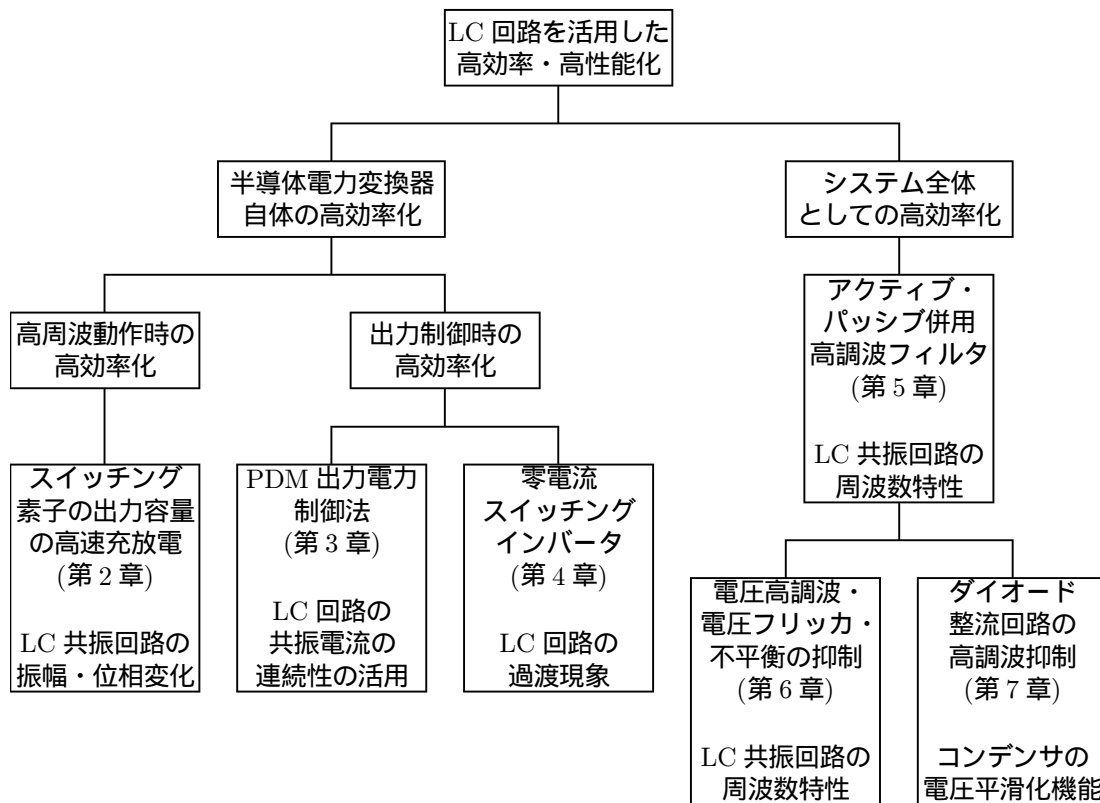 LC 回路を活用した
高効率・高性能化
半導体電力変換器
自体の高効率化
システム全体
としての高効率化
高周波動作時の
高効率化
出力制御時の
高効率化
アクティブ・
パッシブ併用
高調波フィルタ
(第 5 章)
LC 共振回路の
周波数特性
スイッチング
素子の出力容量
の高速充放電
(第 2 章)
LC 共振回路の
振幅・位相変化
PDM 出力電力
制御法
(第 3 章)
LC 回路の
共振電流の
連続性の活用
零電流
スイッチング
インバータ
(第 4 章)
LC 回路の
過渡現象
電圧高調波・
電圧フリッカ・
不平衡の抑制
(第 6 章)
LC 共振回路の
周波数特性
ダイオード
整流回路の
高調波抑制
(第 7 章)
コンデンサの
電圧平滑化機能